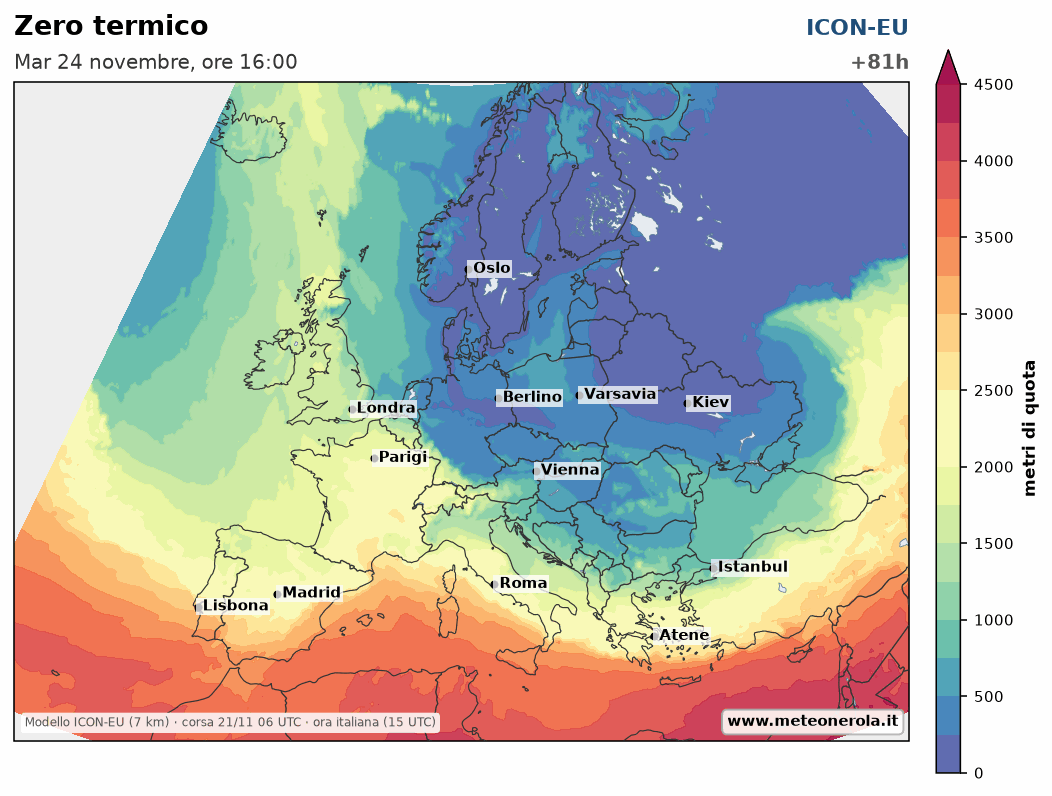 Zero termico
ICON-EU
Mar 24 novembre, ore 16:00
+81h
4500
4000
3500
3000
2500
2000
1500
1000
500
0
metri di quota
Oslo
Berlino
Varsavia
Kiev
Londra
Parigi
Vienna
Istanbul
Roma
Madrid
Lisbona
Atene
Modello ICON-EU (7 km) · corsa 21/11 06 UTC · ora italiana (15 UTC)
www.meteonerola.it